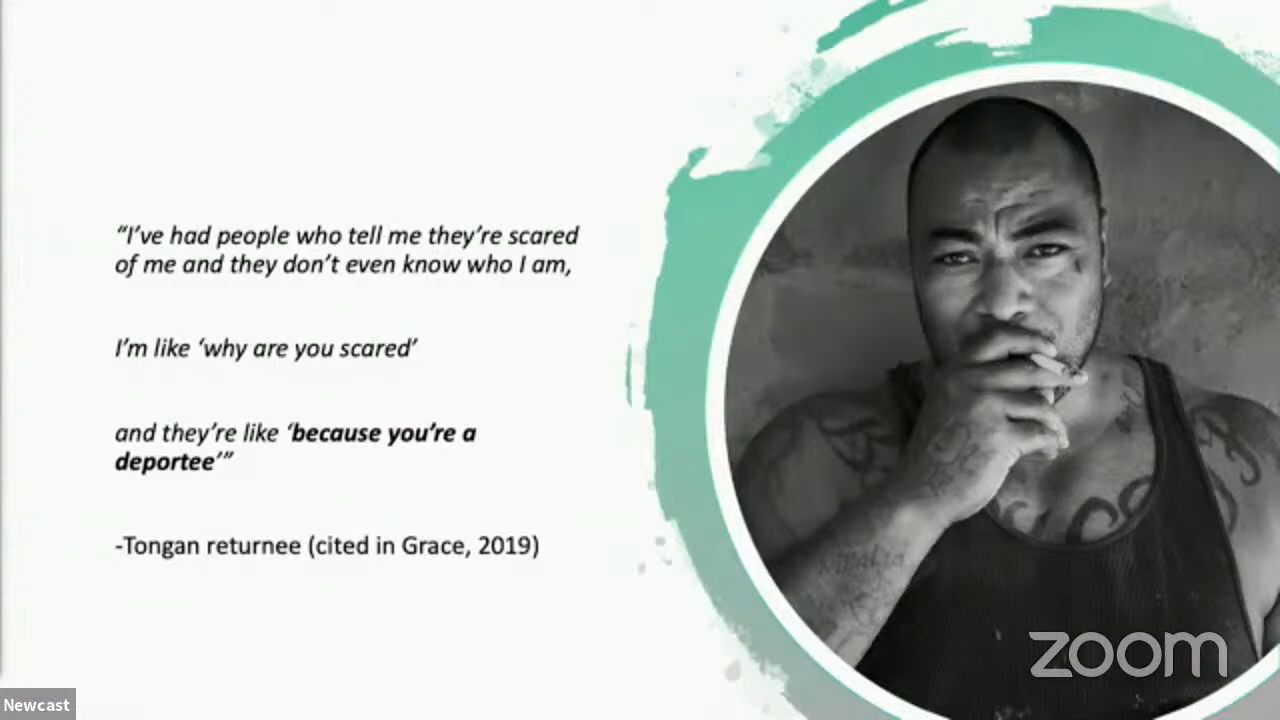 “I’ve had people who tell me they’re scared
of me and they don’t even know who I am,
I’m like ‘why are you scared’
and they’re like ‘because you’re a
deportee’”
-Tongan returnee (cited in Grace, 2019)
zoom
Newcast